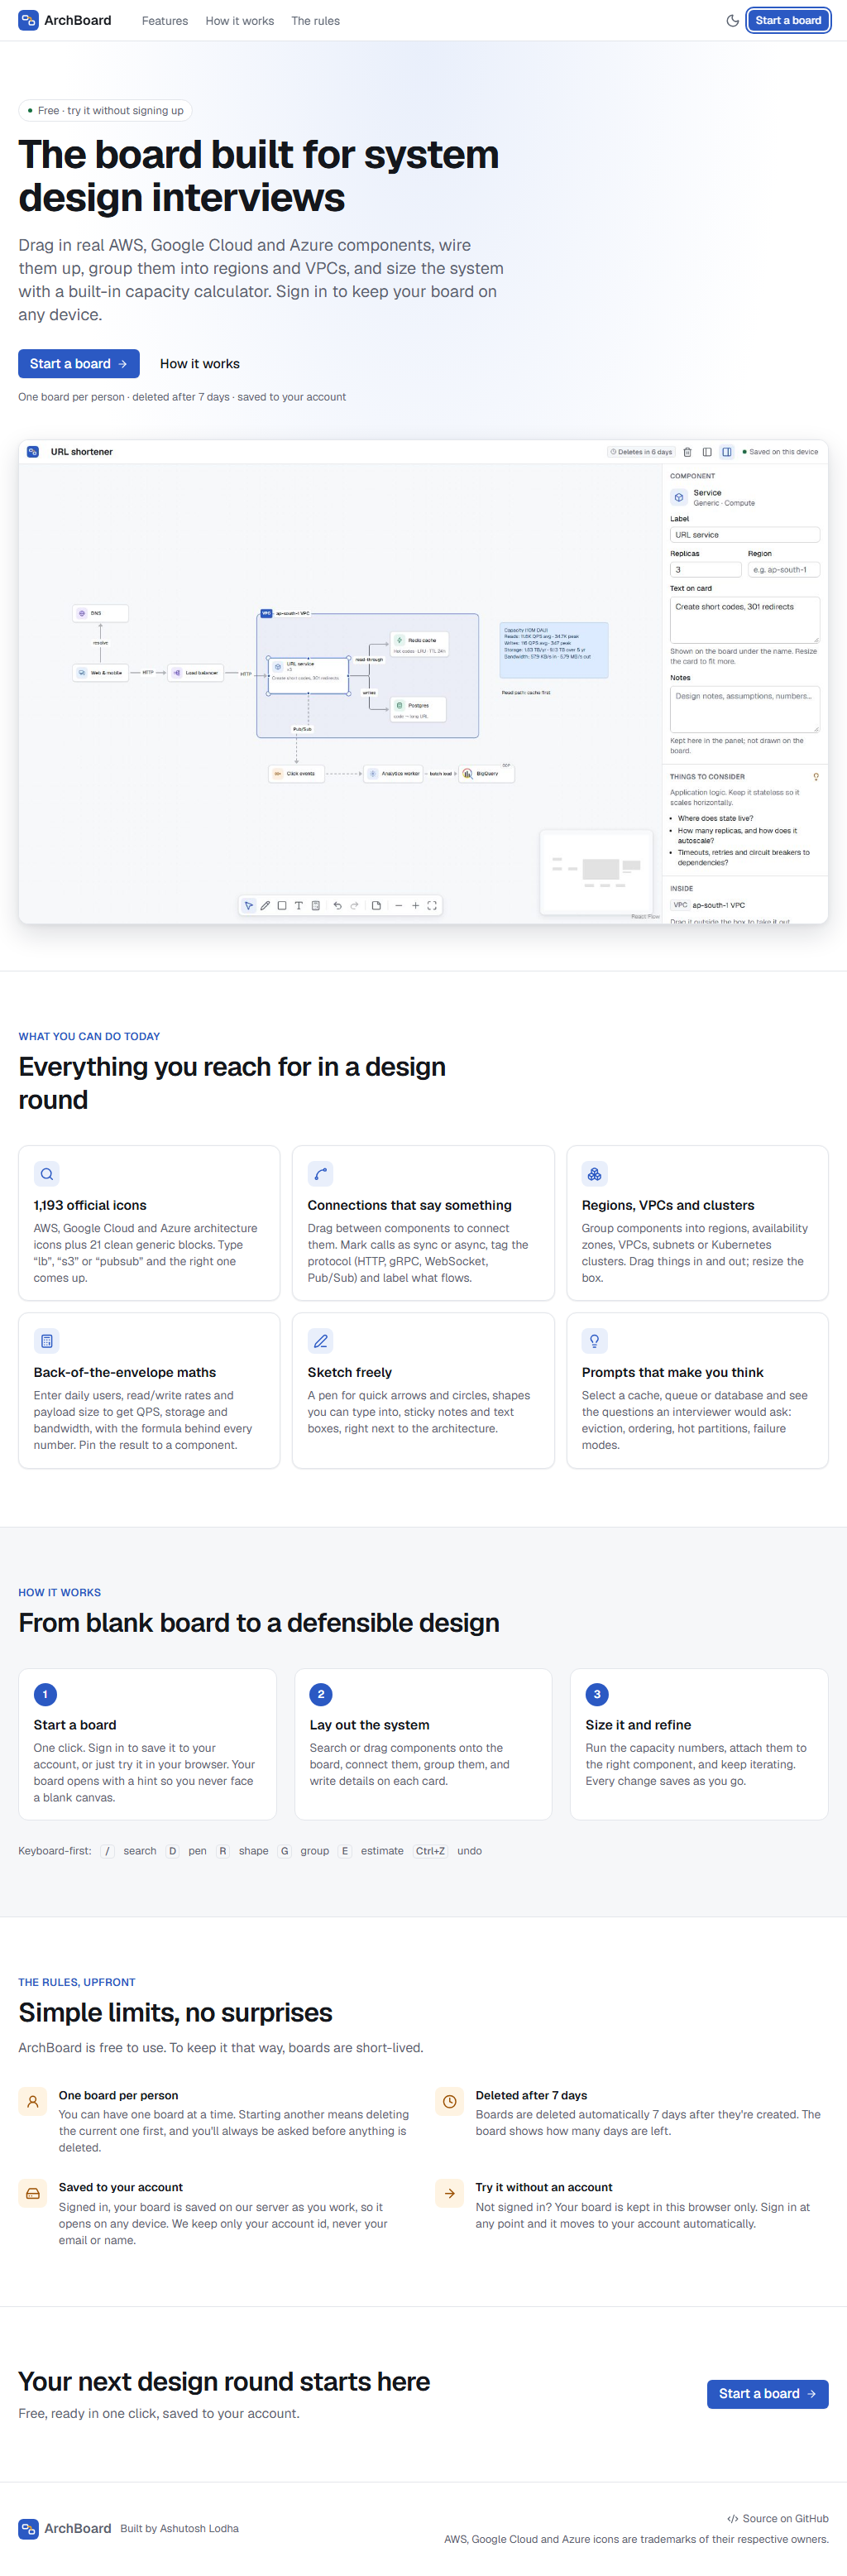 ArchBoard
Features
How it works
The rules
Start a board
Free · try it without signing up
The board built for system
design interviews
Drag in real AWS, Google Cloud and Azure components, wire
them up, group them into regions and VPCs, and size the system
with a built-in capacity calculator. Sign in to keep your board on
any device.
Start a board →
How it works
One board per person · deleted after 7 days · saved to your account
URL shortener
Deletes in 6 days
Saved on this device
COMPONENT
Service
Generic · Compute
Label
URL service
Replicas
Region
3
e.g. ap-south-1
Text on card
Create short codes, 301 redirects
Shown on the board under the name. Resize
the card to fit more.
Notes
Design notes, assumptions, numbers...
Kept here in the panel; not drawn on the
board.
THINGS TO CONSIDER
Application logic. Keep it stateless so it
scales horizontally.
• Where does state live?
• How many replicas, and how does it
autoscale?
• Timeouts, retries and circuit breakers to
dependencies?
INSIDE
VPC ap-south-1 VPC
DNS
resolve
Web & mobile
HTTP
Load balancer
HTTP
VPC ap-south-1 VPC
URL service
x3
Create short codes, 301 redirects
read-through
Redis cache
writes
Postgres
code → long URL
Pub/Sub
Click events
Analytics worker
batch load
BigQuery
GCP
Capacity (10M DAU)
Read path: cache first
React Flow
WHAT YOU CAN DO TODAY
Everything you reach for in a design
round
1,193 official icons
AWS, Google Cloud and Azure architecture
icons plus 21 clean generic blocks. Type
“lb”, “s3” or “pubsub” and the right one
comes up.
Connections that say something
Drag between components to connect
them. Mark calls as sync or async, tag the
protocol (HTTP, gRPC, WebSocket,
Pub/Sub) and label what flows.
Regions, VPCs and clusters
Group components into regions, availability
zones, VPCs, subnets or Kubernetes
clusters. Drag things in and out; resize the
box.
Back-of-the-envelope maths
Enter daily users, read/write rates and
payload size to get QPS, storage and
bandwidth, with the formula behind every
number. Pin the result to a component.
Sketch freely
A pen for quick arrows and circles, shapes
you can type into, sticky notes and text
boxes, right next to the architecture.
Prompts that make you think
Select a cache, queue or database and see
the questions an interviewer would ask:
eviction, ordering, hot partitions, failure
modes.
HOW IT WORKS
From blank board to a defensible design
1
Start a board
One click. Sign in to save it to your
account, or just try it in your browser. Your
board opens with a hint so you never face
a blank canvas.
2
Lay out the system
Search or drag components onto the
board, connect them, group them, and
write details on each card.
3
Size it and refine
Run the capacity numbers, attach them to
the right component, and keep iterating.
Every change saves as you go.
Keyboard-first: / search D pen R shape G group E estimate Ctrl+Z undo
THE RULES, UPFRONT
Simple limits, no surprises
ArchBoard is free to use. To keep it that way, boards are short-lived.
One board per person
You can have one board at a time. Starting another means deleting
the current one first, and you'll always be asked before anything is
deleted.
Deleted after 7 days
Boards are deleted automatically 7 days after they're created. The
board shows how many days are left.
Saved to your account
Signed in, your board is saved on our server as you work, so it
opens on any device. We keep only your account id, never your
email or name.
Try it without an account
Not signed in? Your board is kept in this browser only. Sign in at
any point and it moves to your account automatically.
Your next design round starts here
Free, ready in one click, saved to your account.
Start a board →
ArchBoard
Built by Ashutosh Lodha
Source on GitHub
AWS, Google Cloud and Azure icons are trademarks of their respective owners.